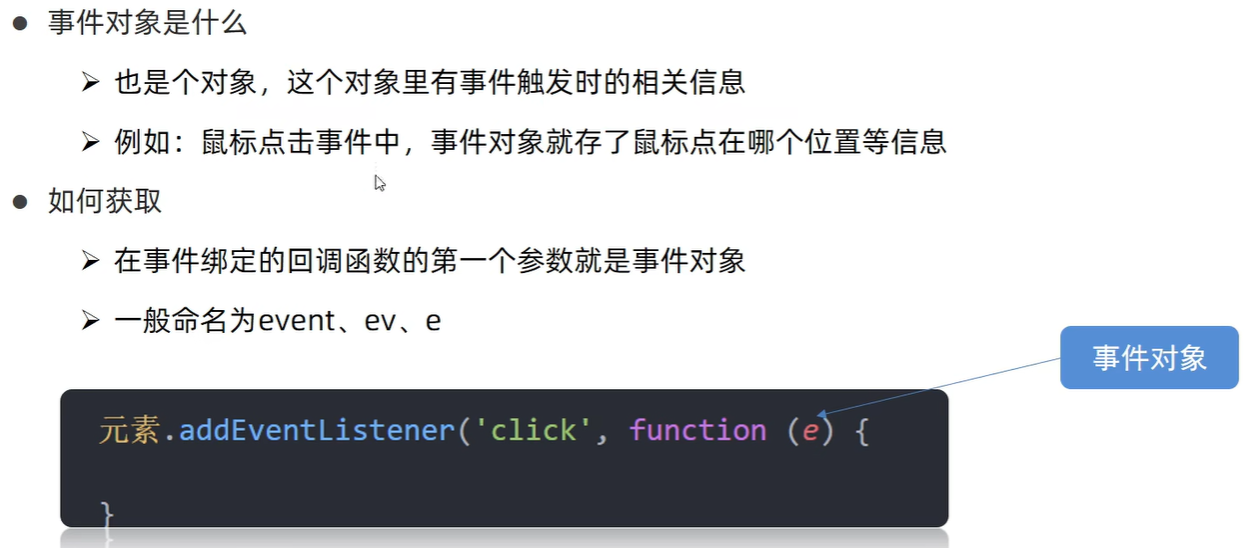 事件对象是什么
也是个对象，这个对象里有事件触发时的相关信息
例如：鼠标点击事件中，事件对象就存了鼠标点在哪个位置等信息
如何获取
在事件绑定的回调函数的第一个参数就是事件对象
一般命名为event、ev、e
事件对象
元素.addEventListener('click', function (e) {
}